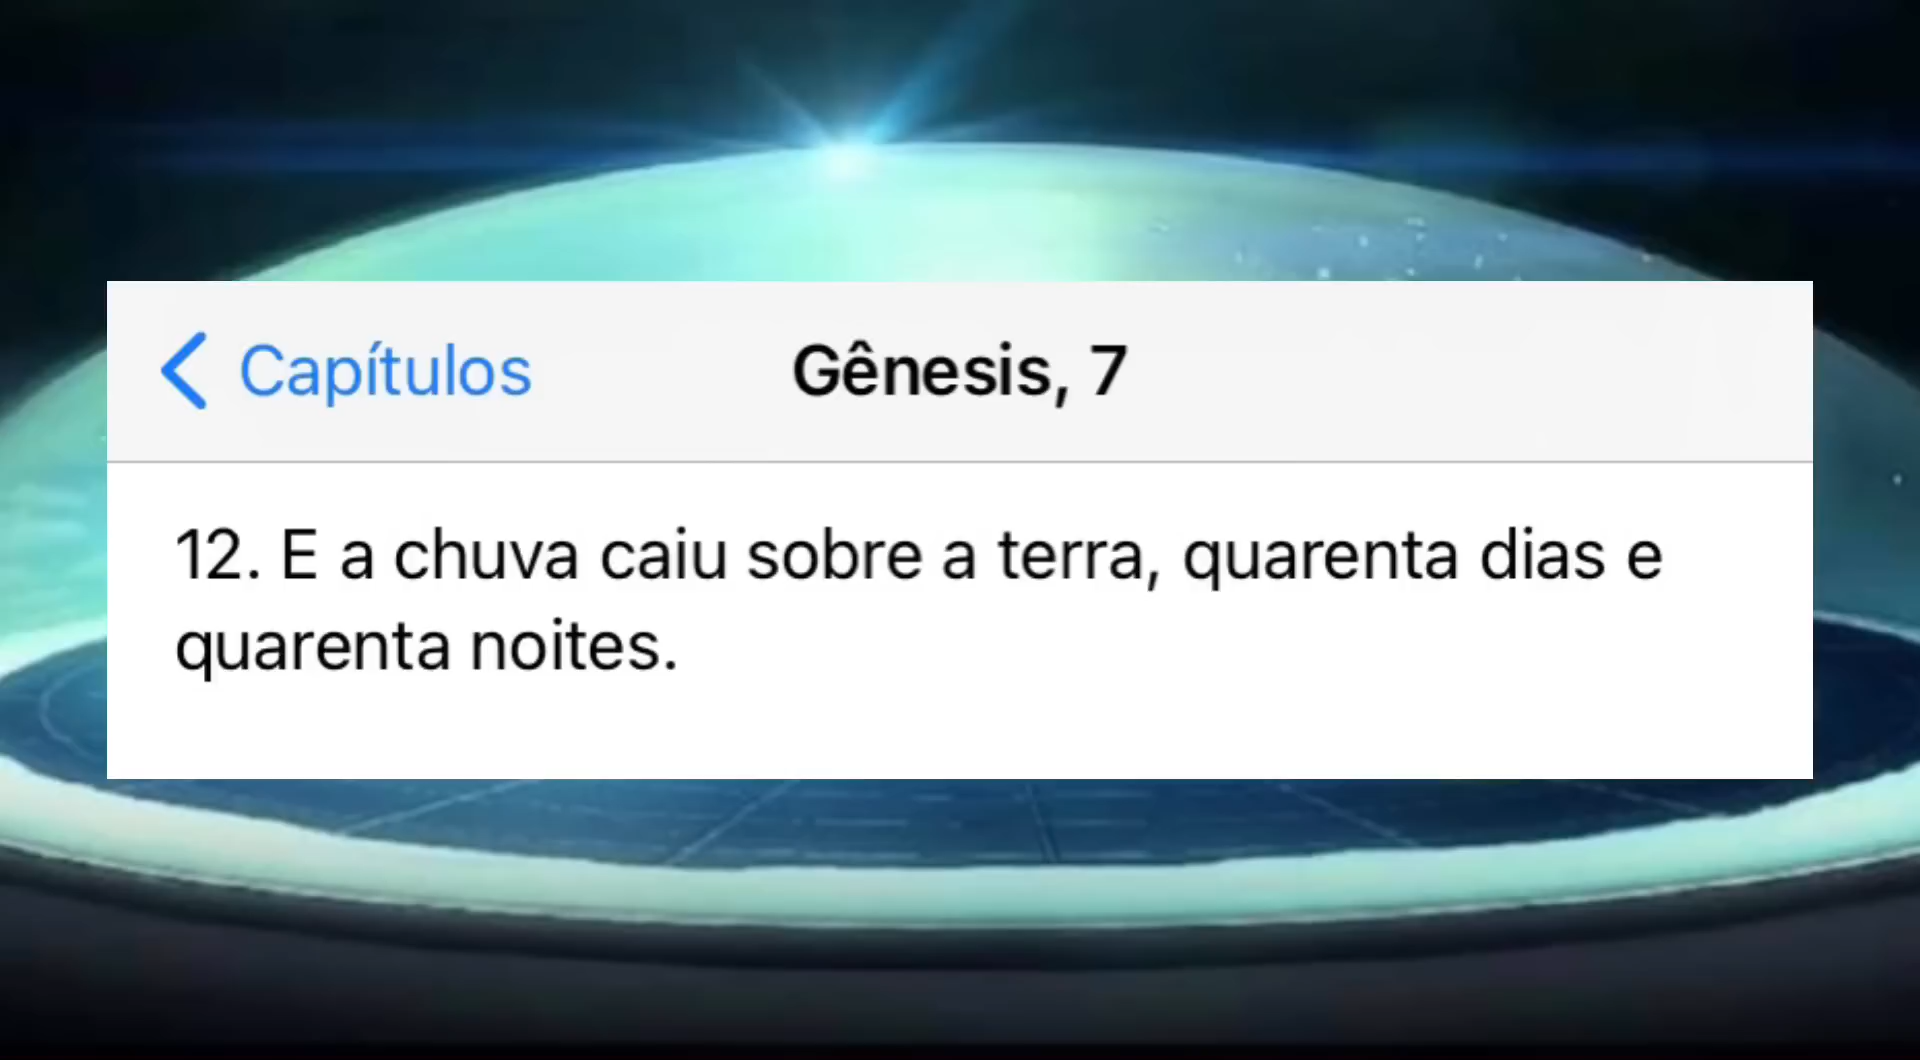 Capítulos
Gênesis, 7
12. E a chuva caiu sobre a terra, quarenta dias e
quarenta noites.